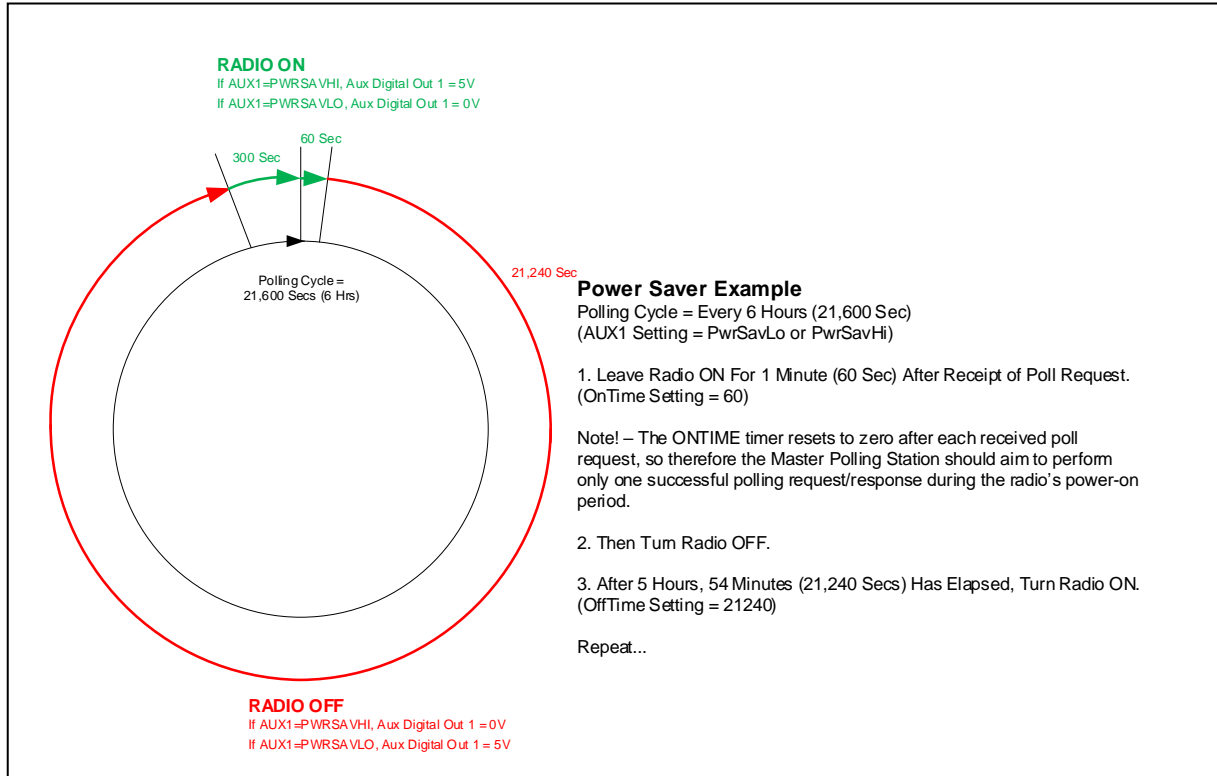 RADIO ON
If AUX1=PWRSAVHI, Aux Digital Out 1 = 5V
If AUX1=PWRSAVLO, Aux Digital Out 1 = 0V
60 Sec
300 Sec
21,240 Sec
Polling Cycle =
21,600 Secs (6 Hrs)
Power Saver Example
Polling Cycle = Every 6 Hours (21,600 Sec)
(AUX1 Setting = PwrSavLo or PwrSavHi)
1. Leave Radio ON For 1 Minute (60 Sec) After Receipt of Poll Request.
(OnTime Setting = 60)
Note! – The ONTIME timer resets to zero after each received poll
request, so therefore the Master Polling Station should aim to perform
only one successful polling request/response during the radio's power-on
period.
2. Then Turn Radio OFF.
3. After 5 Hours, 54 Minutes (21,240 Secs) Has Elapsed, Turn Radio ON.
(OffTime Setting = 21240)
Repeat...
RADIO OFF
If AUX1=PWRSAVHI, Aux Digital Out 1 = 0V
If AUX1=PWRSAVLO, Aux Digital Out 1 = 5V